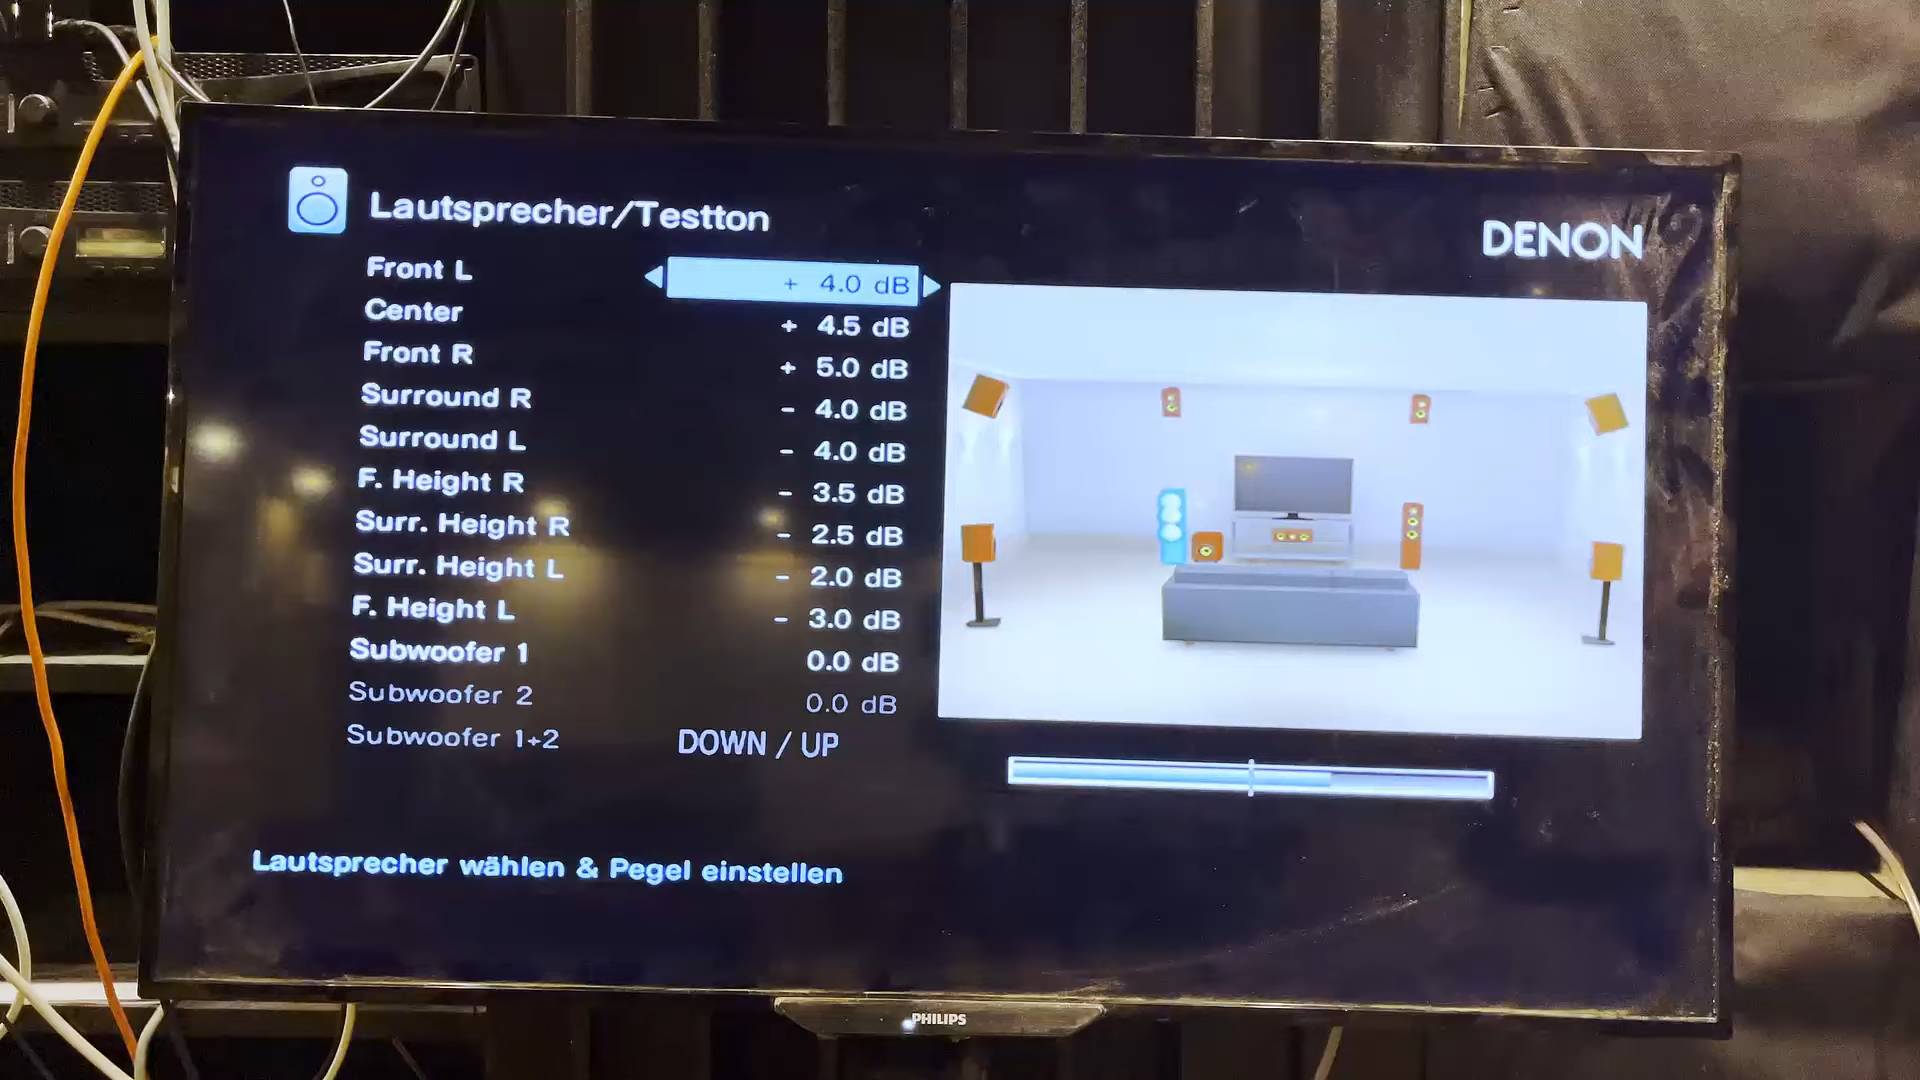 Lautsprecher/Testton
DENON
Front L + 4.0 dB
Center + 4.5 dB
Front R + 5.0 dB
Surround R - 4.0 dB
Surround L - 4.0 dB
F. Height R - 3.5 dB
Surr. Height R - 2.5 dB
Surr. Height L - 2.0 dB
F. Height L - 3.0 dB
Subwoofer 1 0.0 dB
Subwoofer 2 0.0 dB
Subwoofer 1+2 DOWN / UP
Lautsprecher wählen & Pegel einstellen
PHILIPS